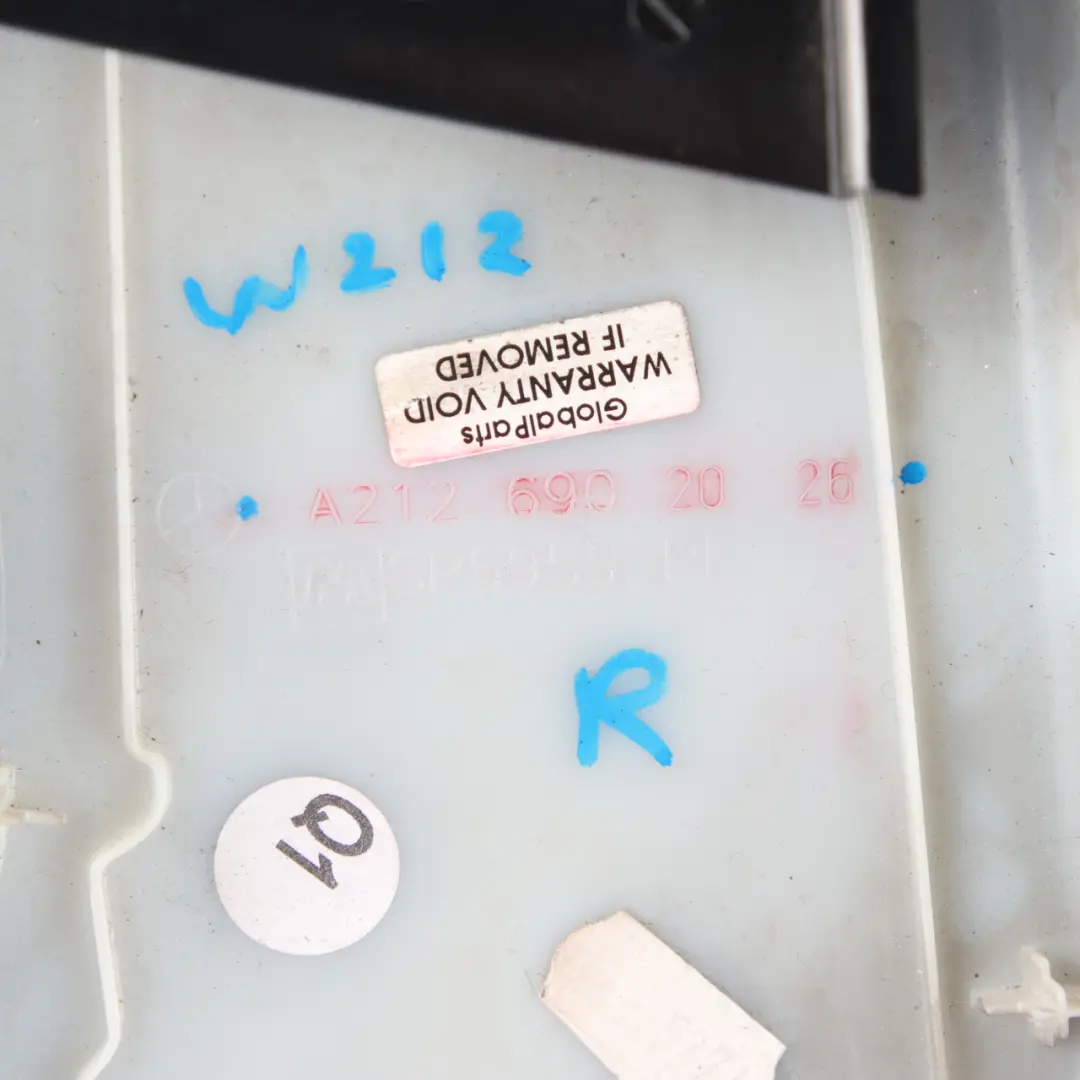 W212
GlobalParts
WARRANTY VOID
IF REMOVED
A212 690 20 26
R
Q1